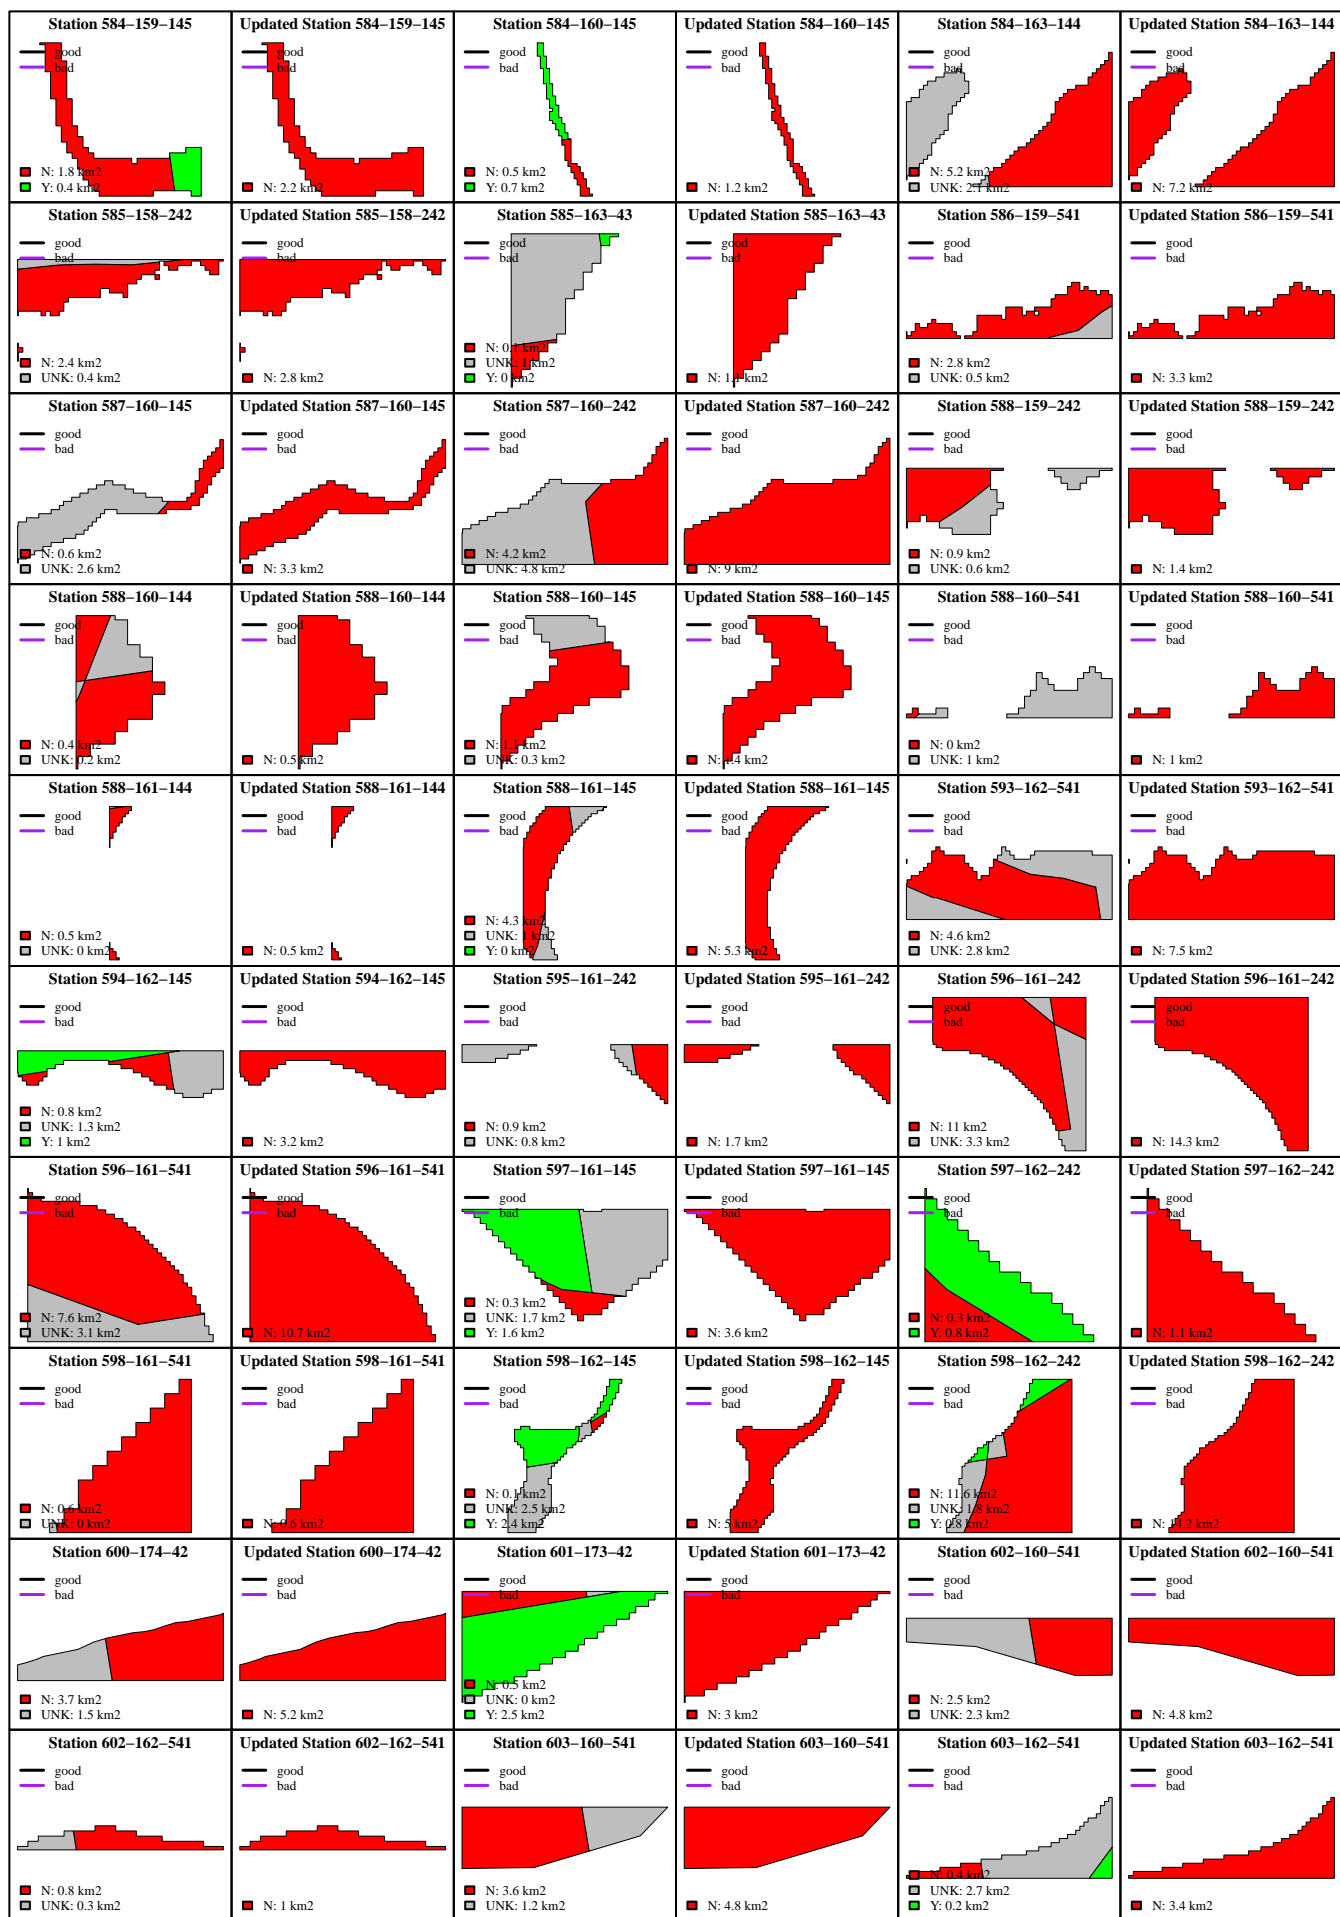 Station 584−159−145
good
bad
N: 1.8 km2
Y: 0.4 km2
Updated Station 584−159−145
good
bad
N: 2.2 km2
Station 584−160−145
good
bad
N: 0.5 km2
Y: 0.7 km2
Updated Station 584−160−145
good
bad
N: 1.2 km2
Station 584−163−144
good
bad
N: 5.2 km2
UNK: 2.1 km2
Updated Station 584−163−144
good
bad
N: 7.2 km2
Station 585−158−242
good
bad
N: 2.4 km2
UNK: 0.4 km2
Updated Station 585−158−242
good
bad
N: 2.8 km2
Station 585−163−43
good
bad
N: 0.1 km2
UNK: 1 km2
Y: 0 km2
Updated Station 585−163−43
good
bad
N: 1.1 km2
Station 586−159−541
good
bad
N: 2.8 km2
UNK: 0.5 km2
Updated Station 586−159−541
good
bad
N: 3.3 km2
Station 587−160−145
good
bad
N: 0.6 km2
UNK: 2.6 km2
Updated Station 587−160−145
good
bad
N: 3.3 km2
Station 587−160−242
good
bad
N: 4.2 km2
UNK: 4.8 km2
Updated Station 587−160−242
good
bad
N: 9 km2
Station 588−159−242
good
bad
N: 0.9 km2
UNK: 0.6 km2
Updated Station 588−159−242
good
bad
N: 1.4 km2
Station 588−160−144
good
bad
N: 0.4 km2
UNK: 0.2 km2
Updated Station 588−160−144
good
bad
N: 0.5 km2
Station 588−160−145
good
bad
N: 1.1 km2
UNK: 0.3 km2
Updated Station 588−160−145
good
bad
N: 1.4 km2
Station 588−160−541
good
bad
N: 0 km2
UNK: 1 km2
Updated Station 588−160−541
good
bad
N: 1 km2
Station 588−161−144
good
bad
N: 0.5 km2
UNK: 0 km2
Updated Station 588−161−144
good
bad
N: 0.5 km2
Station 588−161−145
good
bad
N: 4.3 km2
UNK: 1 km2
Y: 0 km2
Updated Station 588−161−145
good
bad
N: 5.3 km2
Station 593−162−541
good
bad
N: 4.6 km2
UNK: 2.8 km2
Updated Station 593−162−541
good
bad
N: 7.5 km2
Station 594−162−145
good
bad
N: 0.8 km2
UNK: 1.3 km2
Y: 1 km2
Updated Station 594−162−145
good
bad
N: 3.2 km2
Station 595−161−242
good
bad
N: 0.9 km2
UNK: 0.8 km2
Updated Station 595−161−242
good
bad
N: 1.7 km2
Station 596−161−242
good
bad
N: 11 km2
UNK: 3.3 km2
Updated Station 596−161−242
good
bad
N: 14.3 km2
Station 596−161−541
good
bad
N: 7.6 km2
UNK: 3.1 km2
Updated Station 596−161−541
good
bad
N: 10.7 km2
Station 597−161−145
good
bad
N: 0.3 km2
UNK: 1.7 km2
Y: 1.6 km2
Updated Station 597−161−145
good
bad
N: 3.6 km2
Station 597−162−242
good
bad
N: 0.3 km2
Y: 0.8 km2
Updated Station 597−162−242
good
bad
N: 1.1 km2
Station 598−161−541
good
bad
N: 0.6 km2
UNK: 0 km2
Updated Station 598−161−541
good
bad
N: 0.6 km2
Station 598−162−145
good
bad
N: 0.1 km2
UNK: 2.5 km2
Y: 2.4 km2
Updated Station 598−162−145
good
bad
N: 5 km2
Station 598−162−242
good
bad
N: 11.6 km2
UNK: 1.8 km2
Y: 0.8 km2
Updated Station 598−162−242
good
bad
N: 14.2 km2
Station 600−174−42
good
bad
N: 3.7 km2
UNK: 1.5 km2
Updated Station 600−174−42
good
bad
N: 5.2 km2
Station 601−173−42
good
bad
N: 0.5 km2
UNK: 0 km2
Y: 2.5 km2
Updated Station 601−173−42
good
bad
N: 3 km2
Station 602−160−541
good
bad
N: 2.5 km2
UNK: 2.3 km2
Updated Station 602−160−541
good
bad
N: 4.8 km2
Station 602−162−541
good
bad
N: 0.8 km2
UNK: 0.3 km2
Updated Station 602−162−541
good
bad
N: 1 km2
Station 603−160−541
good
bad
N: 3.6 km2
UNK: 1.2 km2
Updated Station 603−160−541
good
bad
N: 4.8 km2
Station 603−162−541
good
bad
N: 0.4 km2
UNK: 2.7 km2
Y: 0.2 km2
Updated Station 603−162−541
good
bad
N: 3.4 km2